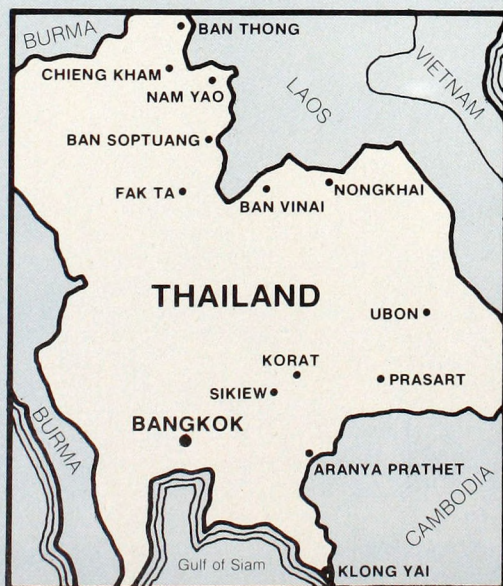 BURMA
BAN THONG
CHIENG KHAM
NAM YAO
LAOS
VIETNAM
BAN SOPTUANG
FAK TA
BAN VINAI
NONGKHAI
THAILAND
UBON
KORAT
PRASART
SIKIEW
BANGKOK
BURMA
ARANYA PRATHET
CAMBODIA
Gulf of Siam
KLONG YAI